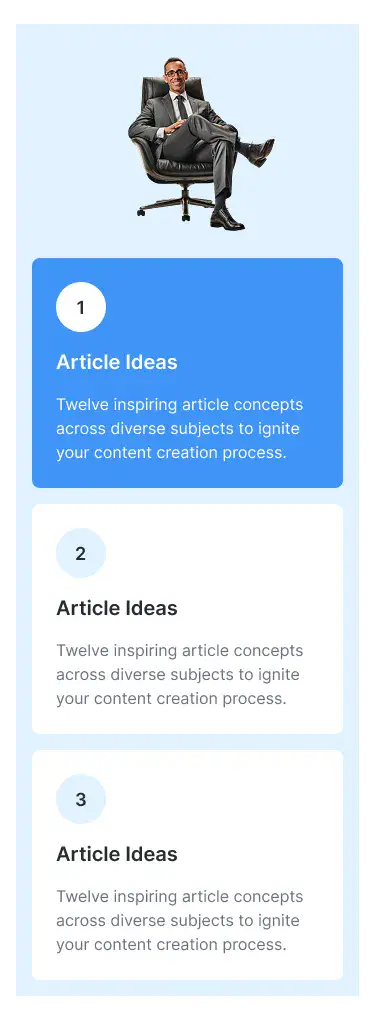 1
Article Ideas
Twelve inspiring article concepts
across diverse subjects to ignite
your content creation process.
2
Article Ideas
Twelve inspiring article concepts
across diverse subjects to ignite
your content creation process.
3
Article Ideas
Twelve inspiring article concepts
across diverse subjects to ignite
your content creation process.